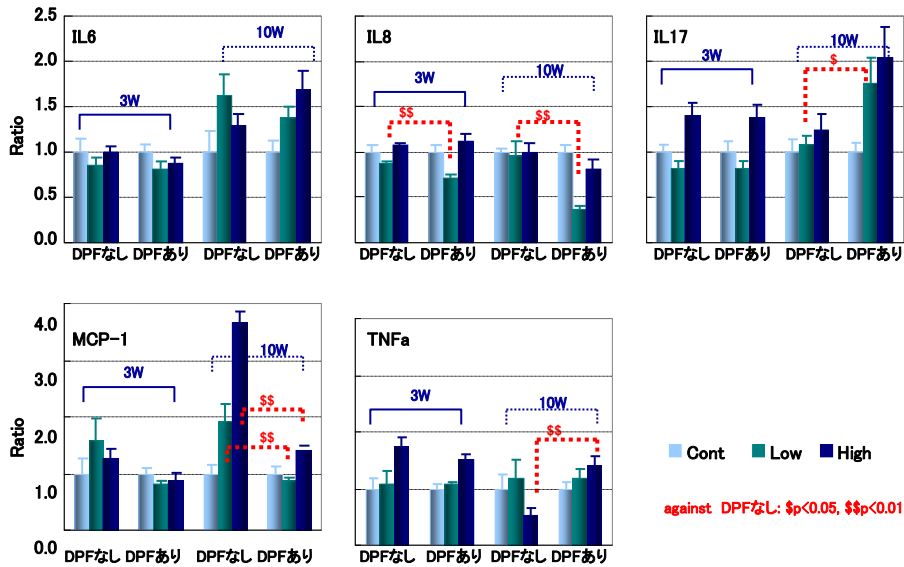 2.5
2.0
1.5
1.0
0.5
0.0
Ratio
IL6
3W
10W
DPFなし DPFあり DPFなし DPFあり
IL8
3W
10W
$$
$$
DPFなし DPFあり DPFなし DPFあり
IL17
3W
10W
$
DPFなし DPFあり DPFなし DPFあり
4.0
3.0
2.0
1.0
0.0
Ratio
MCP-1
3W
10W
$$
$$
DPFなし DPFあり DPFなし DPFあり
TNFa
3W
10W
$$
DPFなし DPFあり DPFなし DPFあり
Cont Low High
against DPFなし: $p<0.05, $$p<0.01